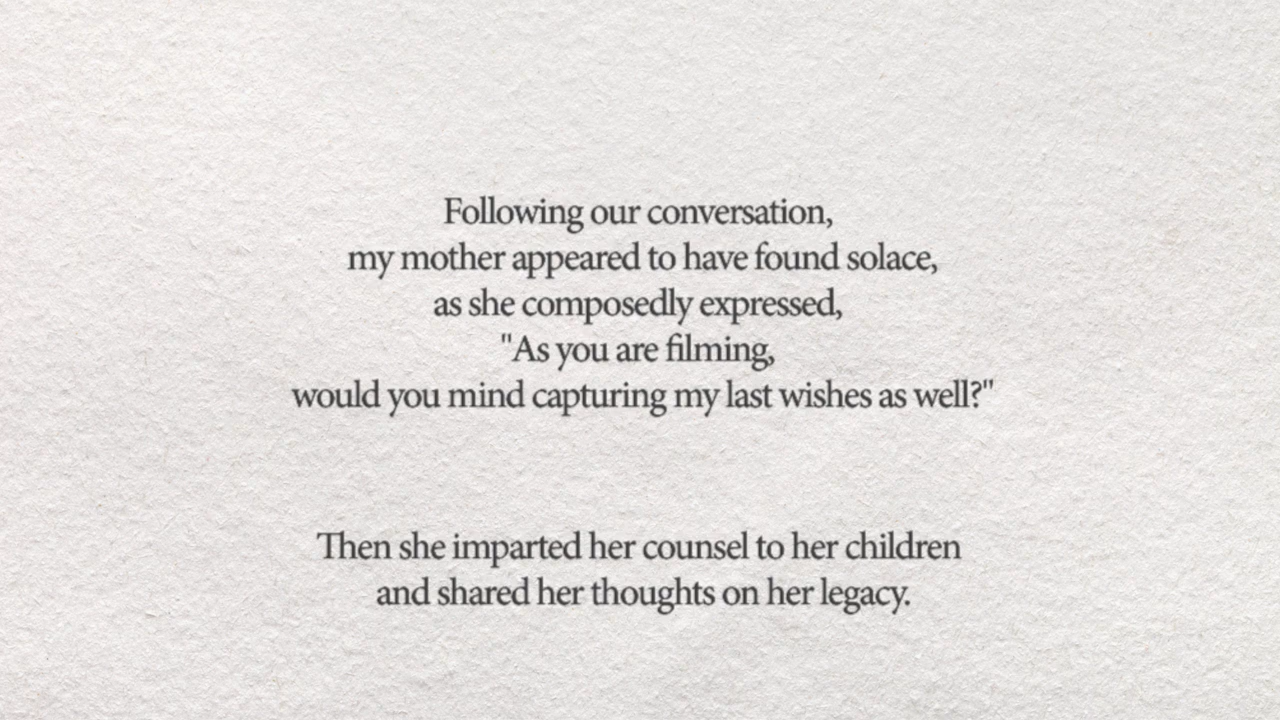 Following our conversation,
my mother appeared to have found solace,
as she composedly expressed,
"As you are filming,
would you mind capturing my last wishes as well?"
Then she imparted her counsel to her children
and shared her thoughts on her legacy.